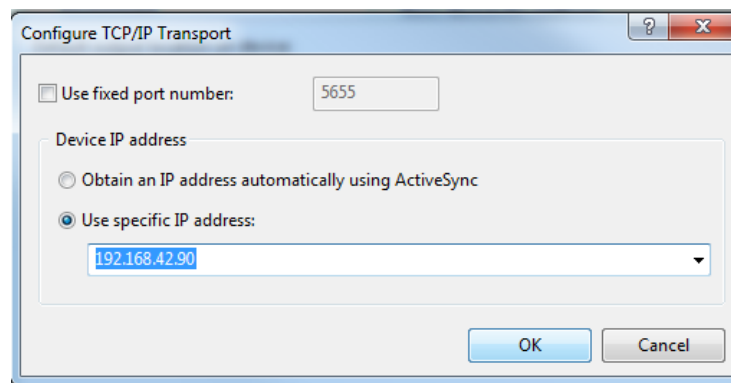 Configure TCP/IP Transport
Use fixed port number:
5655
Device IP address
Obtain an IP address automatically using ActiveSync
Use specific IP address:
192.168.42.90
OK
Cancel